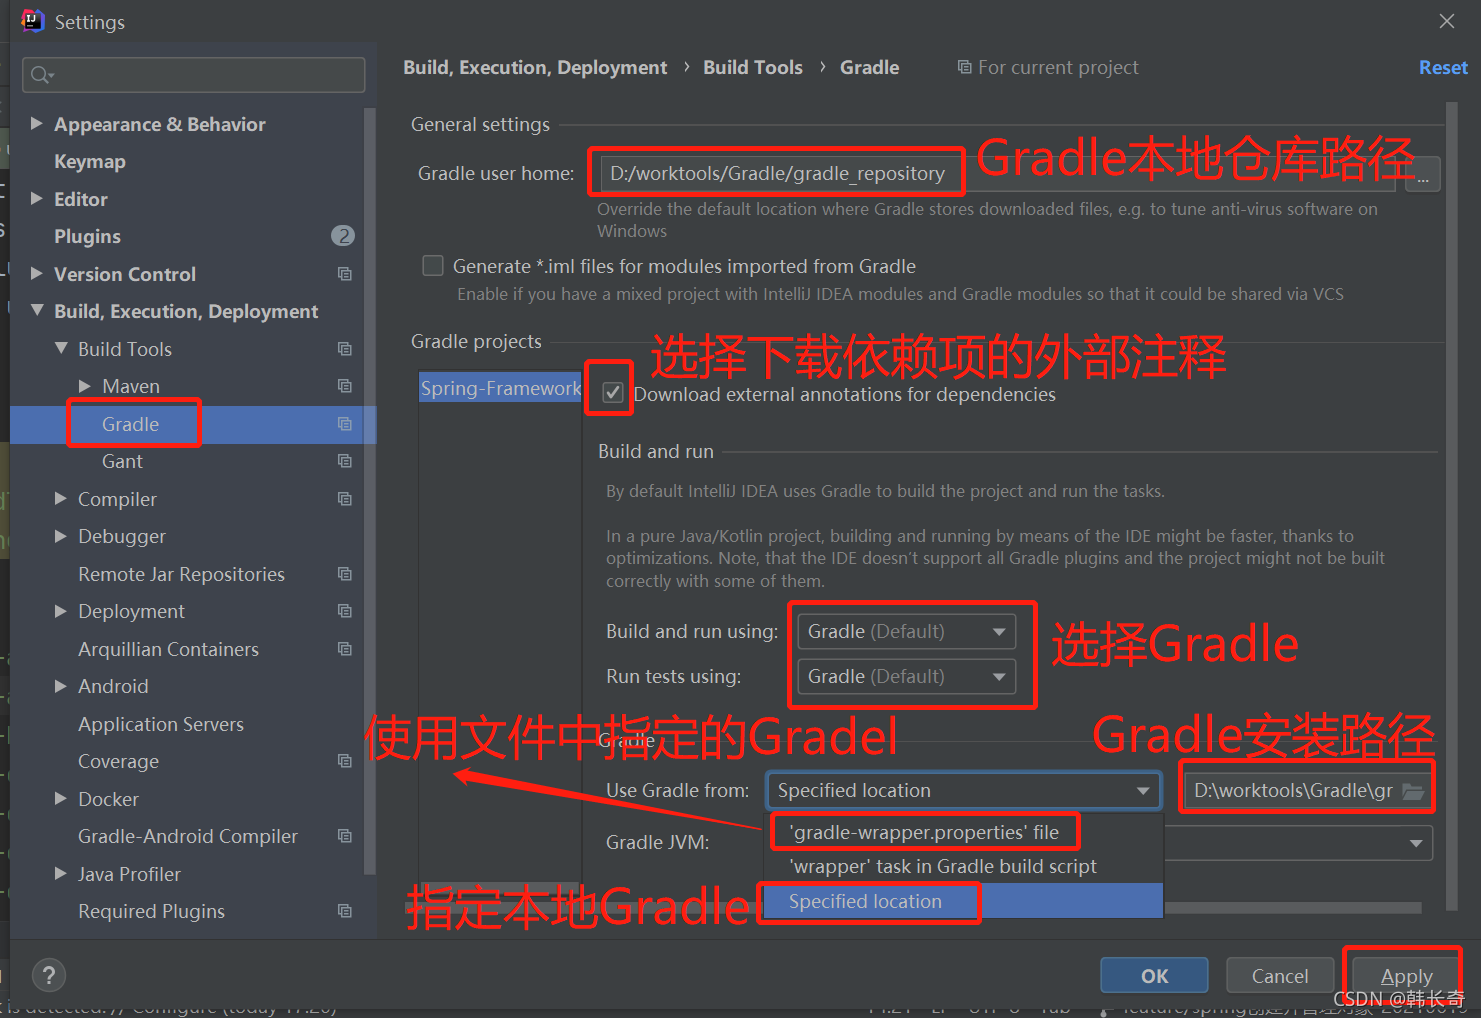 Settings
Build, Execution, Deployment › Build Tools › Gradle For current project Reset
Appearance & Behavior
Keymap
Editor
Plugins 2
Version Control
Build, Execution, Deployment
Build Tools
Maven
Gradle
Gant
Compiler
Debugger
Remote Jar Repositories
Deployment
Arquillian Containers
Android
Application Servers
Coverage
Docker
Gradle-Android Compiler
Java Profiler
Required Plugins
General settings
Gradle本地仓库路径
Gradle user home: D:/worktools/Gradle/gradle_repository ...
Override the default location where Gradle stores downloaded files, e.g. to tune anti-virus software on
Windows
Generate *.iml files for modules imported from Gradle
Enable if you have a mixed project with IntelliJ IDEA modules and Gradle modules so that it could be shared via VCS
Gradle projects
选择下载依赖项的外部注释
Spring-Framework
Download external annotations for dependencies
Build and run
By default IntelliJ IDEA uses Gradle to build the project and run the tasks.
In a pure Java/Kotlin project, building and running by means of the IDE might be faster, thanks to
optimizations. Note, that the IDE doesn't support all Gradle plugins and the project might not be built
correctly with some of them.
Build and run using: Gradle (Default)
选择Gradle
Run tests using: Gradle (Default)
使用文件中指定的Gradel
Gradle
Gradle安装路径
Use Gradle from: Specified location D:\worktools\Gradle\gr
'gradle-wrapper.properties' file
Gradle JVM:
'wrapper' task in Gradle build script
指定本地Gradle
Specified location
? OK Cancel Apply
CSDN @韩长奇